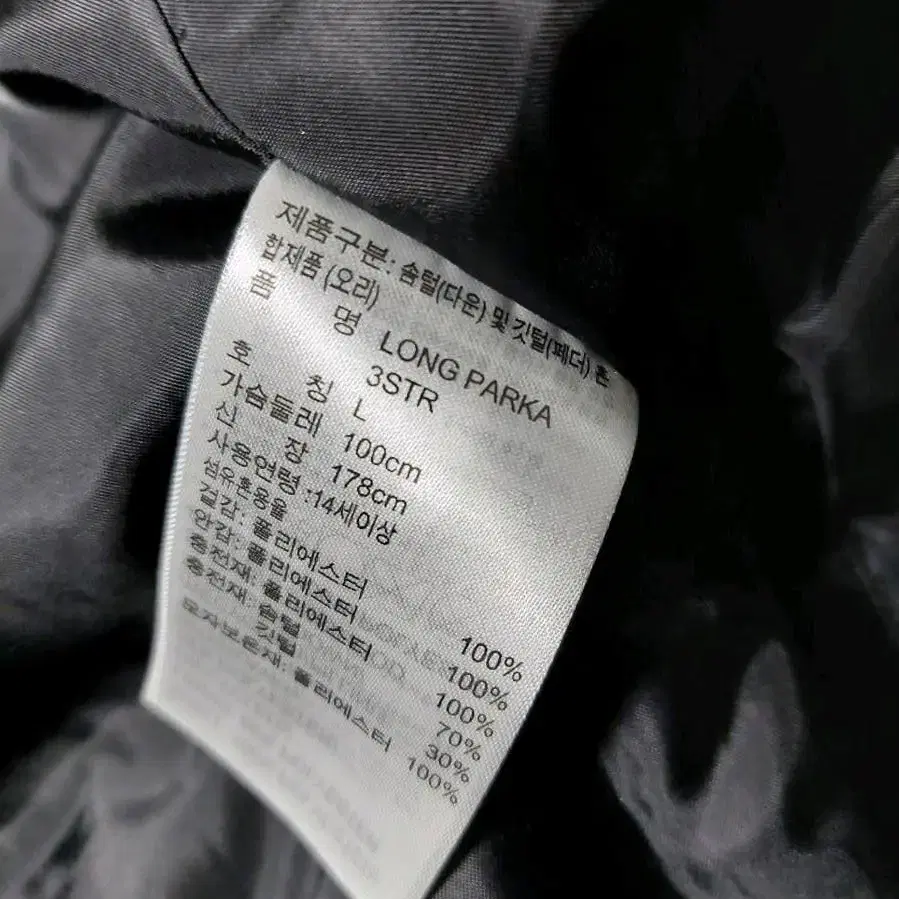 제품구분: 솜털(다운) 및 깃털(페더) 혼
합제품 (오리)
품 명 LONG PARKA
3STR
호 칭 L
가슴둘레 100cm
신 장 178cm
사용연령 :14세이상
섬유혼용율
겉감: 폴리에스터 100%
안감: 폴리에스터 100%
충전재: 폴리에스터 100%
충전재: 솜털 70%
깃털 30%
모자보온재: 폴리에스터 100%